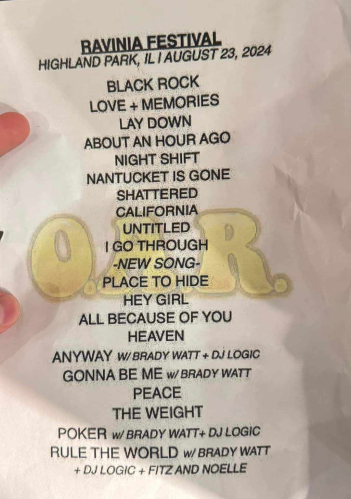 RAVINIA FESTIVAL
HIGHLAND PARK, IL | AUGUST 23, 2024
BLACK ROCK
LOVE + MEMORIES
LAY DOWN
ABOUT AN HOUR AGO
NIGHT SHIFT
NANTUCKET IS GONE
SHATTERED
CALIFORNIA
UNTITLED
I GO THROUGH
-NEW SONG-
PLACE TO HIDE
HEY GIRL
ALL BECAUSE OF YOU
HEAVEN
ANYWAY W/ BRADY WATT + DJ LOGIC
GONNA BE ME W/ BRADY WATT
PEACE
THE WEIGHT
POKER W/ BRADY WATT+ DJ LOGIC
RULE THE WORLD W/ BRADY WATT
+ DJ LOGIC + FITZ AND NOELLE
O.A.R.